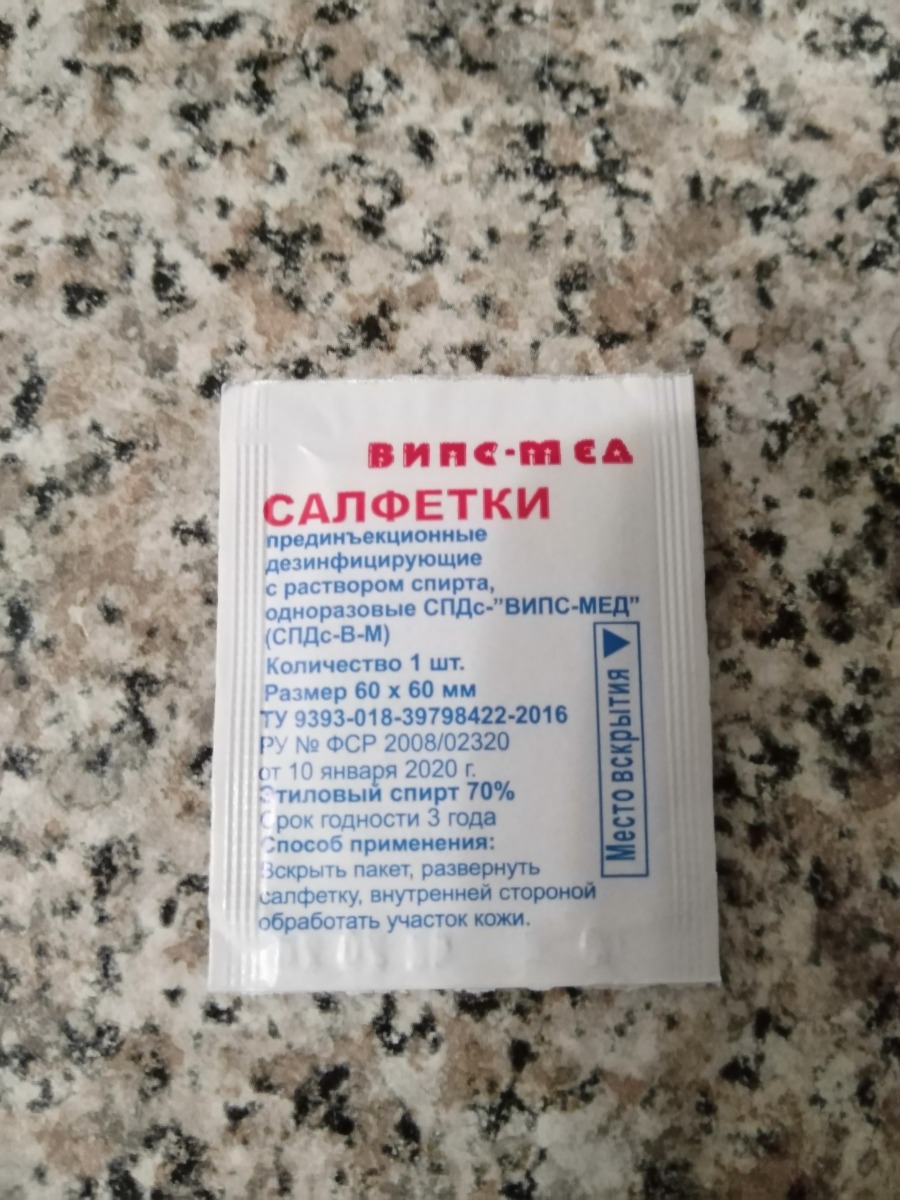 ВИПС-МЕД
САЛФЕТКИ
прединъекционные
дезинфицирующие
с раствором спирта,
одноразовые СПДс-"ВИПС-МЕД"
(СПДс-В-М)
Количество 1 шт.
Размер 60 х 60 мм
ТУ 9393-018-39798422-2016
РУ № ФСР 2008/02320
от 10 января 2020 г.
Этиловый спирт 70%
Срок годности 3 года
Способ применения:
Вскрыть пакет, развернуть
салфетку, внутренней стороной
обработать участок кожи.
Место вскрытия